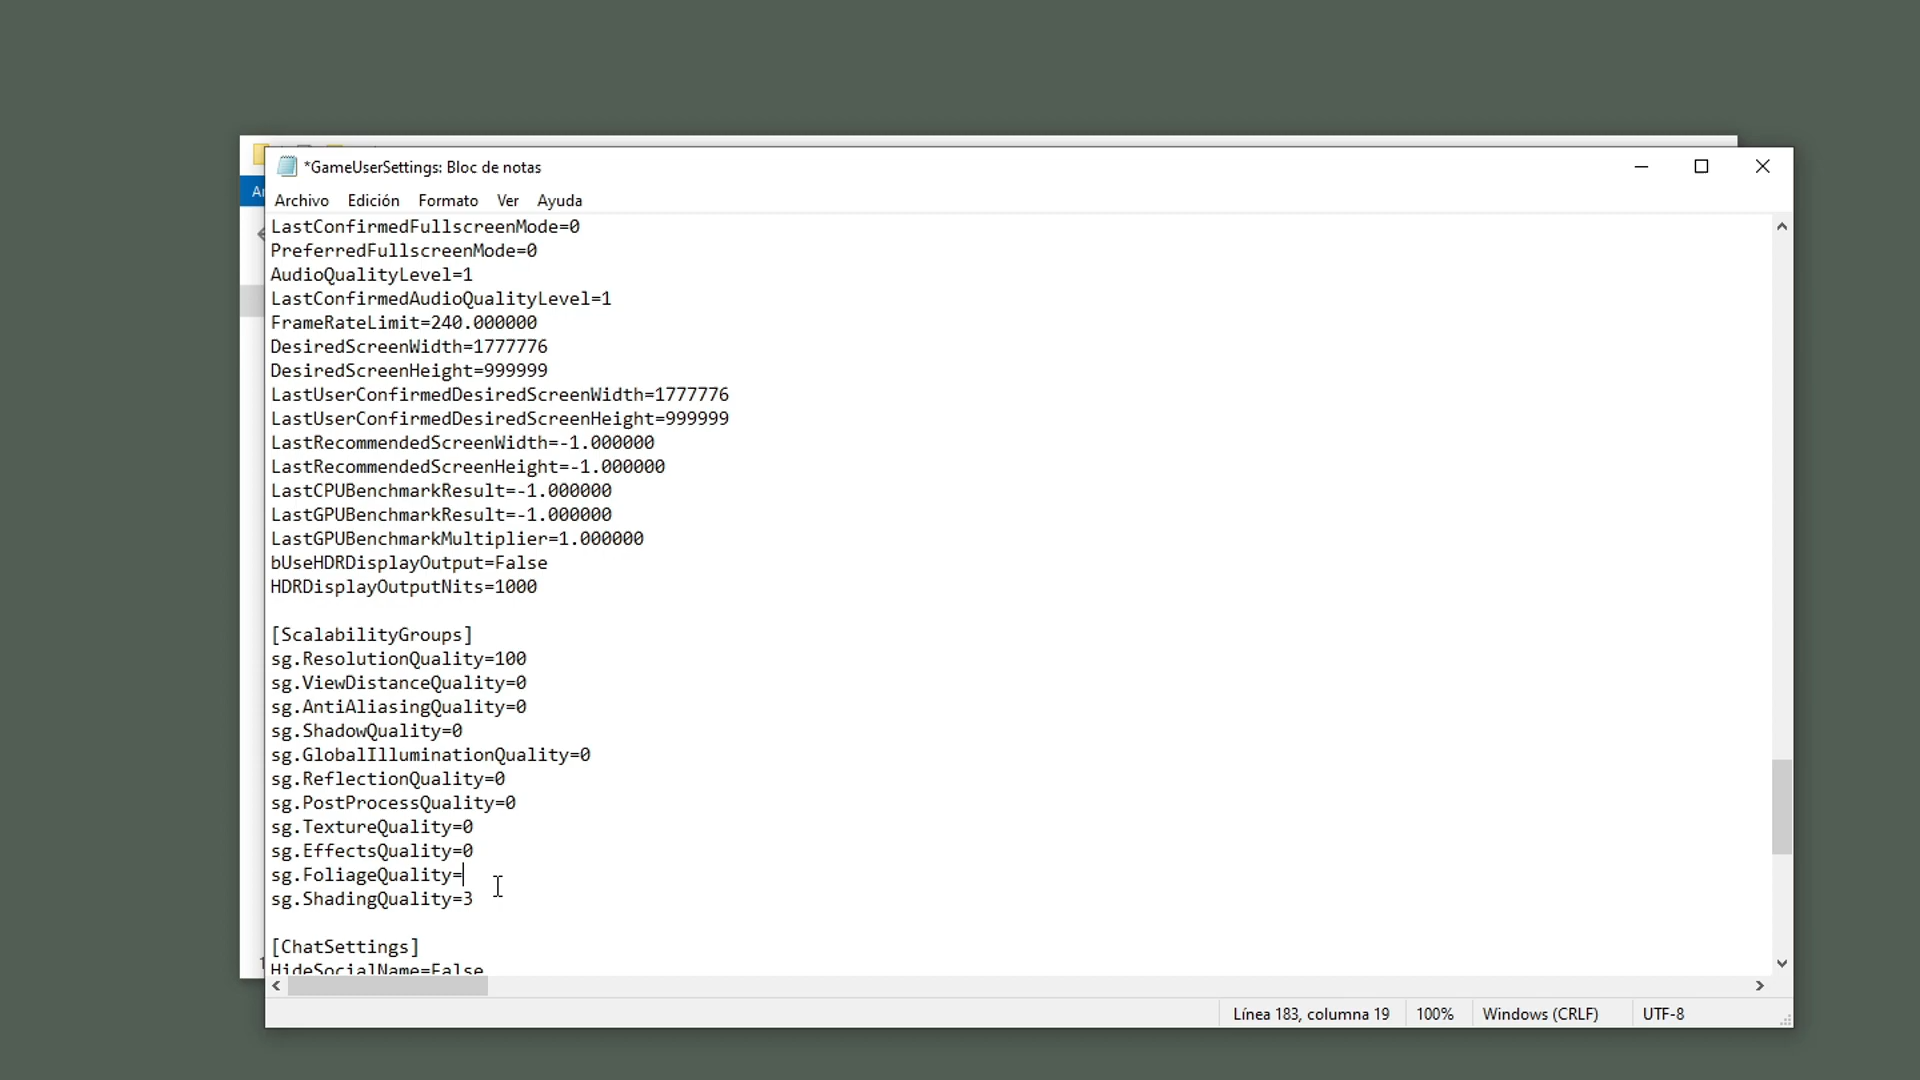 *GameUserSettings: Bloc de notas
Archivo Edición Formato Ver Ayuda
LastConfirmedFullscreenMode=0
PreferredFullscreenMode=0
AudioQualityLevel=1
LastConfirmedAudioQualityLevel=1
FrameRateLimit=240.000000
DesiredScreenWidth=1777776
DesiredScreenHeight=999999
LastUserConfirmedDesiredScreenWidth=1777776
LastUserConfirmedDesiredScreenHeight=999999
LastRecommendedScreenWidth=-1.000000
LastRecommendedScreenHeight=-1.000000
LastCPUBenchmarkResult=-1.000000
LastGPUBenchmarkResult=-1.000000
LastGPUBenchmarkMultiplier=1.000000
bUseHDRDisplayOutput=False
HDRDisplayOutputNits=1000
[ScalabilityGroups]
sg.ResolutionQuality=100
sg.ViewDistanceQuality=0
sg.AntiAliasingQuality=0
sg.ShadowQuality=0
sg.GlobalIlluminationQuality=0
sg.ReflectionQuality=0
sg.PostProcessQuality=0
sg.TextureQuality=0
sg.EffectsQuality=0
sg.FoliageQuality=
sg.ShadingQuality=3
[ChatSettings]
HideSocialName=False
Línea 183, columna 19 100% Windows (CRLF) UTF-8